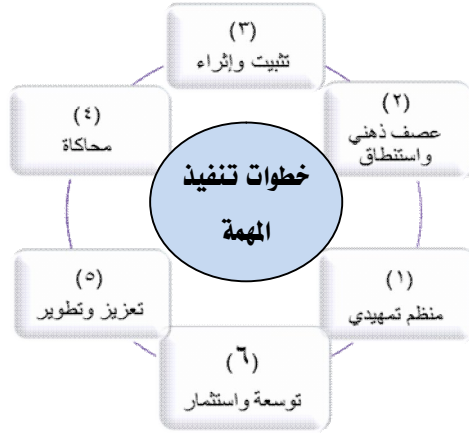 (٣)
تثبيت وإثراء
(٤)
محاكاة
(٢)
عصف ذهني
واستنطاق
خطوات تنفيذ
المهمة
(٥)
تعزيز وتطوير
(١)
منظم تمهيدي
(٦)
توسعة واستثمار